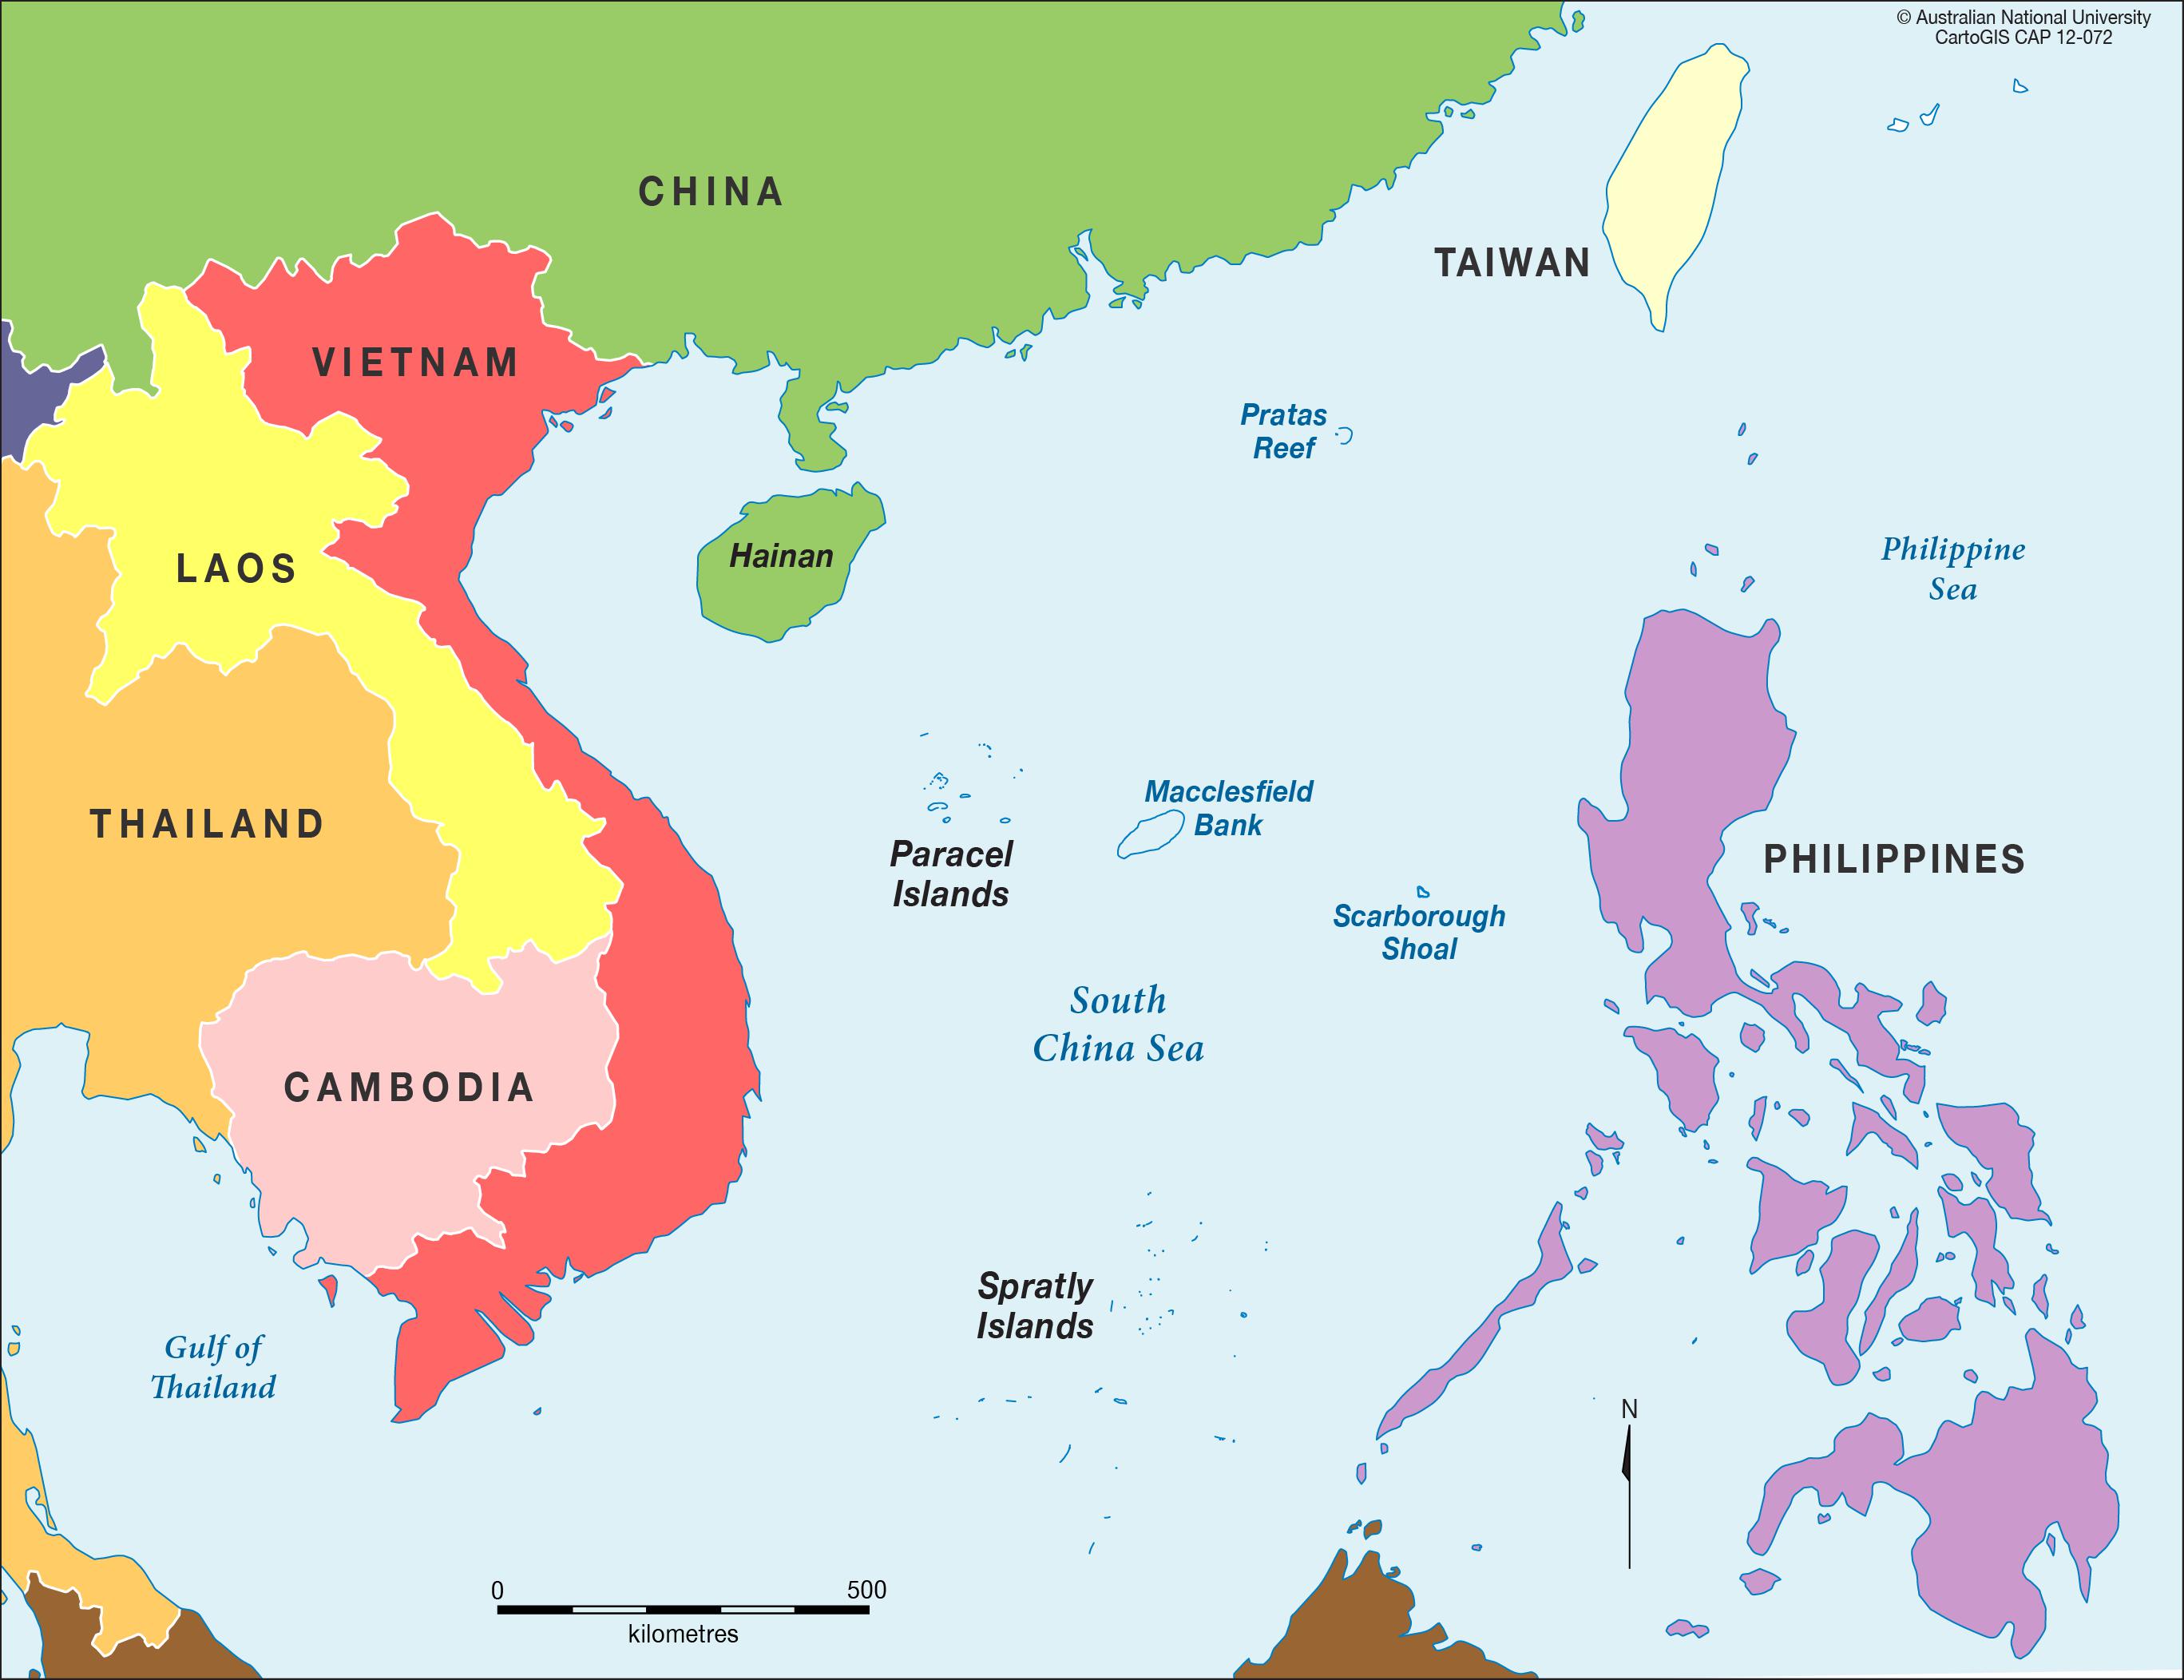 © Australian National University
CartoGIS CAP 12-072
CHINA
TAIWAN
VIETNAM
Pratas
Reef
Hainan
Philippine
Sea
LAOS
Macclesfield
Bank
THAILAND
Paracel
Islands
PHILIPPINES
Scarborough
Shoal
South
China Sea
CAMBODIA
Spratly
Islands
Gulf of
Thailand
N
0 500
kilometres